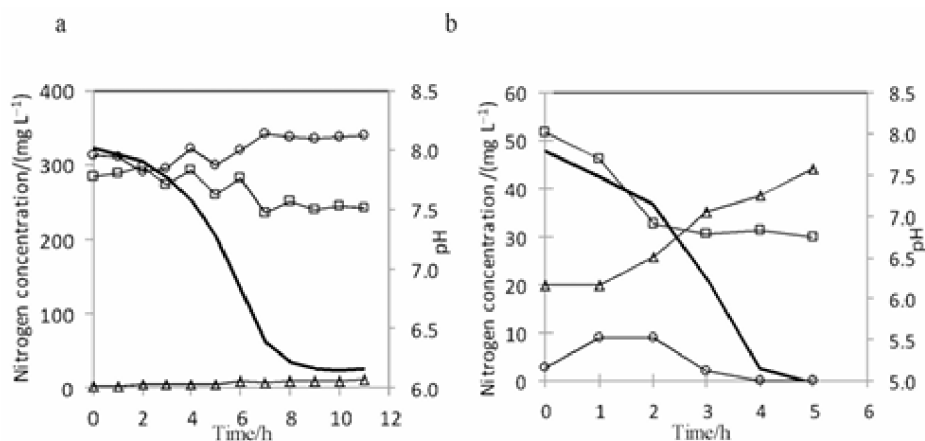 a
b
400
300
200
100
0
Nitrogen concentration/(mg L⁻¹)
8.5
8.0
7.5
7.0
6.5
6.0
pH
0 2 4 6 8 10 12
Time/h
60
50
40
30
20
10
0
Nitrogen concentration /(mg L⁻¹)
8.5
8.0
7.5
7.0
6.5
6.0
5.5
5.0
pH
0 1 2 3 4 5 6
Time/h